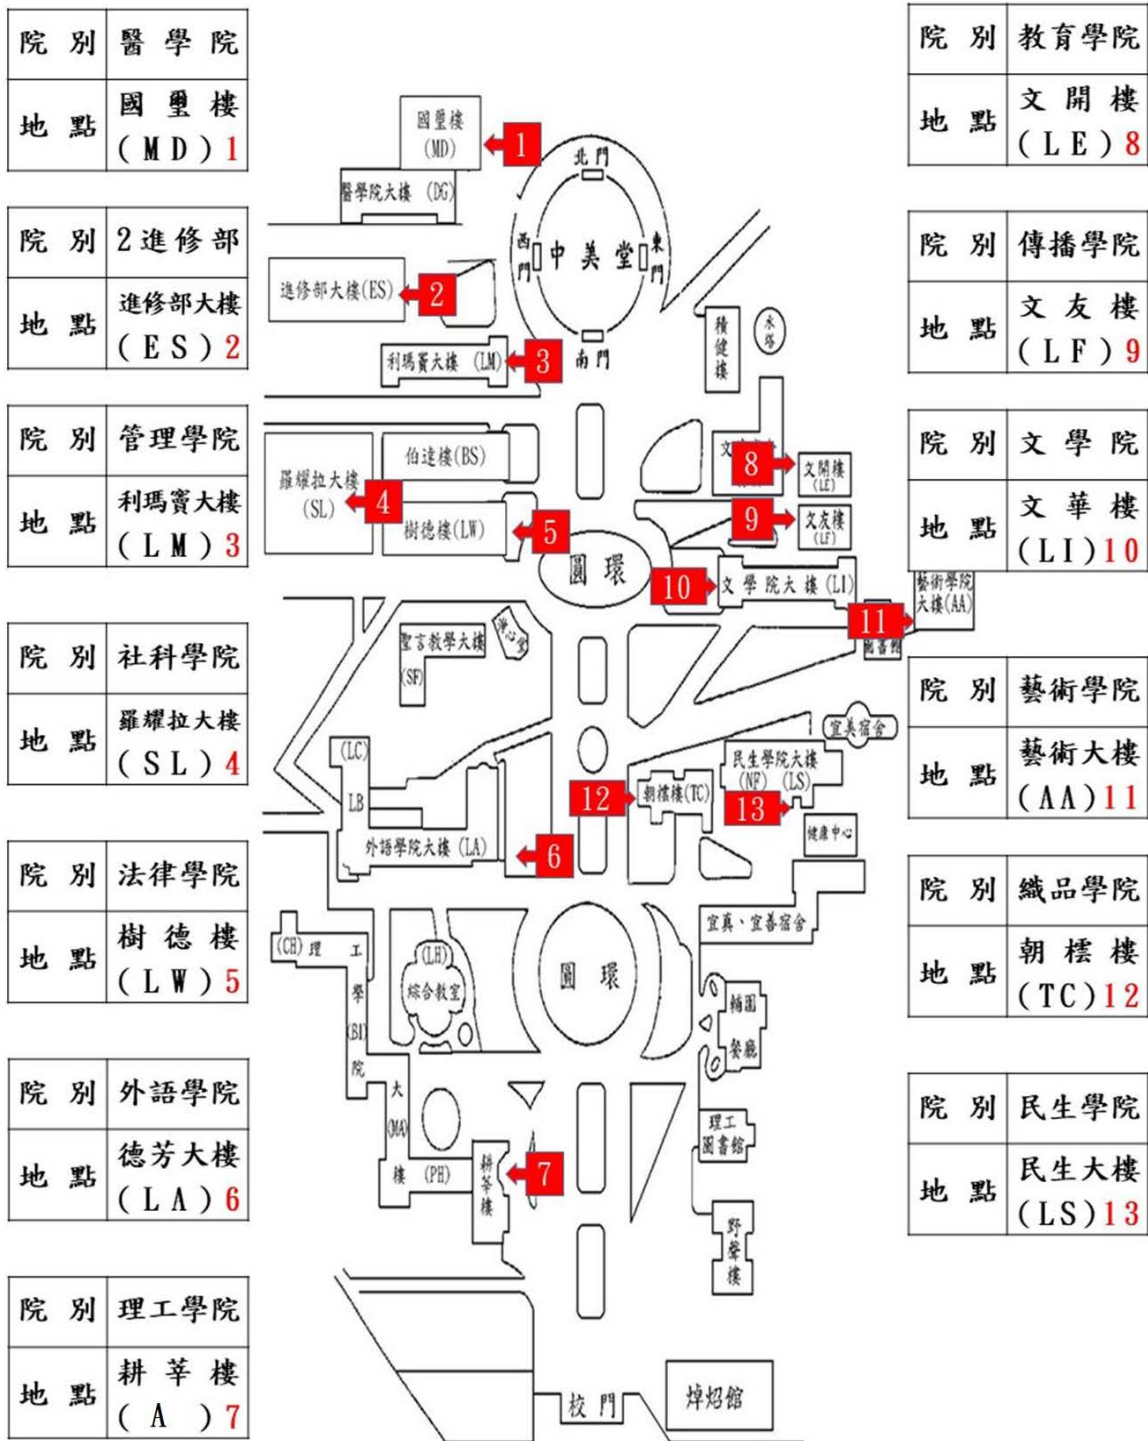 院別 醫學院
地點 國璽樓
(MD)1
院別 2進修部
地點 進修部大樓
(ES)2
院別 管理學院
地點 利瑪竇大樓
(LM)3
院別 社科學院
地點 羅耀拉大樓
(SL)4
院別 法律學院
地點 樹德樓
(LW)5
院別 外語學院
地點 德芳大樓
(LA)6
院別 理工學院
地點 耕莘樓
(A)7
國璽樓
(MD)
1
醫學院大樓 (DG)
北門
西門
中美堂
東門
南門
進修部大樓(ES)
2
利瑪竇大樓 (LM)
3
積健樓
水塔
羅耀拉大樓
(SL)
4
伯達樓(BS)
樹德樓(LW)
5
8
文開樓
(LE)
9
文友樓
(LF)
圓環
10
文學院大樓(LI)
11
藝術學院
大樓(AA)
圖書館
聖言教學大樓
(SF)
淨心堂
宜美宿舍
(LC)
LB
外語學院大樓(LA)
6
12
朝橒樓(TC)
民生學院大樓
(NF) (LS)
13
健康中心
宜真、宜善宿舍
(CH)理工學(BI)院大(MA)樓(PH)
(LH)
綜合教室
圓環
輔園餐廳
理工
圖書館
耕莘樓
7
野聲樓
校門
焯炤館
院別 教育學院
地點 文開樓
(LE)8
院別 傳播學院
地點 文友樓
(LF)9
院別 文學院
地點 文華樓
(LI)10
院別 藝術學院
地點 藝術大樓
(AA)11
院別 織品學院
地點 朝橒樓
(TC)12
院別 民生學院
地點 民生大樓
(LS)13